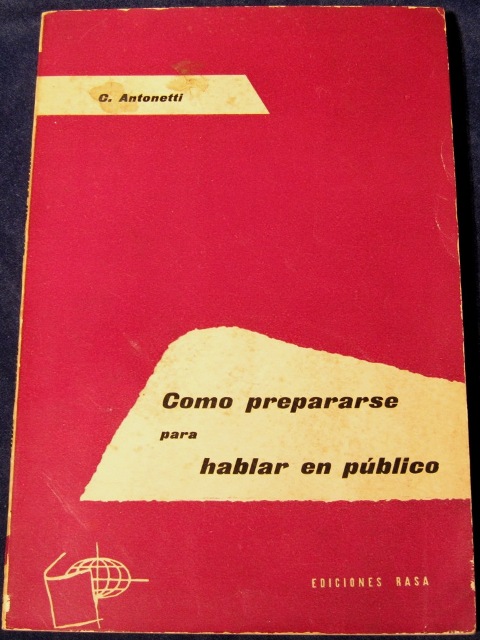 C. Antonetti
Como prepararse
para
hablar en público
EDICIONES RASA